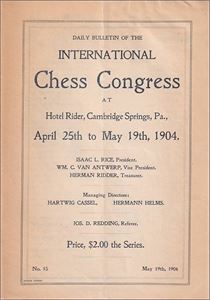 DAILY BULLETIN OF THE
INTERNATIONAL
Chess Congress
AT
Hotel Rider, Cambridge Springs, Pa.,
April 25th to May 19th, 1904.
ISAAC L. RICE, President.
WM. C. VAN ANTWERP, Vice President.
HERMAN RIDDER, Treasurer.
Managing Directors:
HARTWIG CASSEL, HERMANN HELMS.
JOS. D. REDDING, Referee.
Price, $2.00 the Series.
No. 15 May 19th, 1904